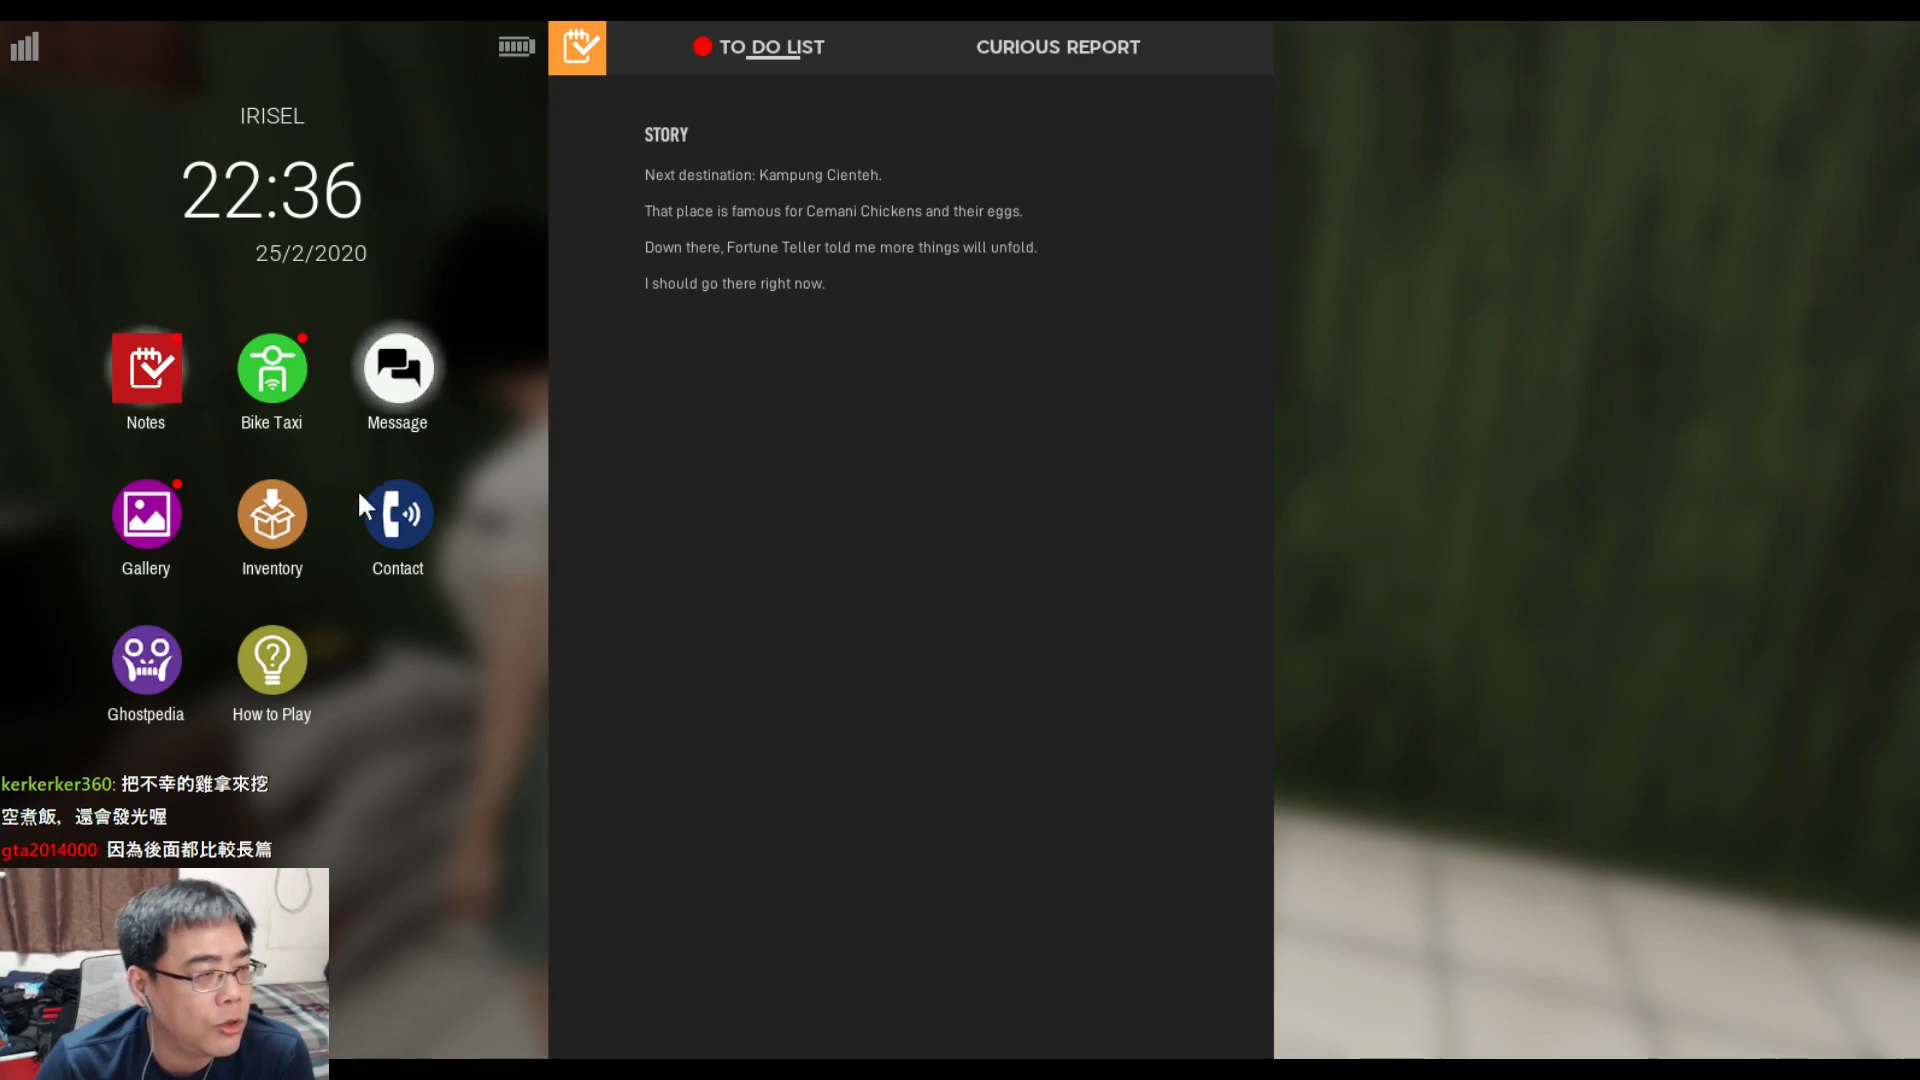 IRISEL
22:36
25/2/2020
Notes
Bike Taxi
Message
Gallery
Inventory
Contact
Ghostpedia
How to Play
kerkerker360: 把不幸的雞拿來挖
空煮飯，還會發光喔
gta2014000: 因為後面都比較長篇
TO DO LIST
CURIOUS REPORT
STORY
Next destination: Kampung Cienteh.
That place is famous for Cemani Chickens and their eggs.
Down there, Fortune Teller told me more things will unfold.
I should go there right now.